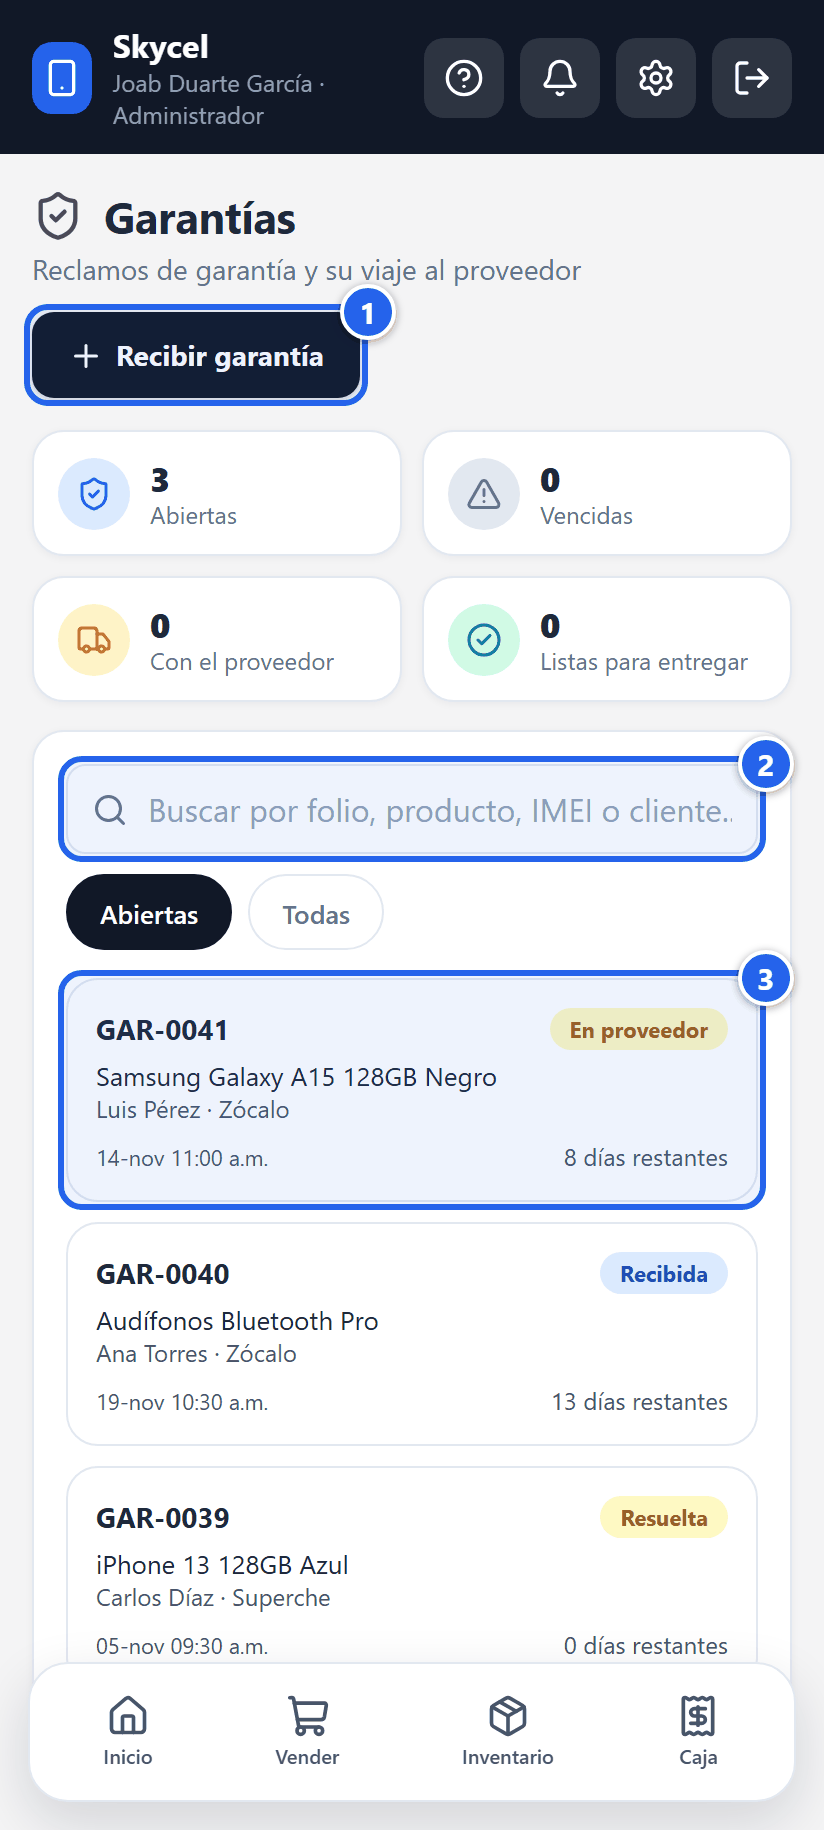 Skycel
Joab Duarte García ·
Administrador
Garantías
Reclamos de garantía y su viaje al proveedor
1
Recibir garantía
3
Abiertas
0
Vencidas
0
Con el proveedor
0
Listas para entregar
2
Buscar por folio, producto, IMEI o cliente..
Abiertas
Todas
3
GAR-0041
En proveedor
Samsung Galaxy A15 128GB Negro
Luis Pérez · Zócalo
14-nov 11:00 a.m.
8 días restantes
GAR-0040
Recibida
Audífonos Bluetooth Pro
Ana Torres · Zócalo
19-nov 10:30 a.m.
13 días restantes
GAR-0039
Resuelta
iPhone 13 128GB Azul
Carlos Díaz · Superche
05-nov 09:30 a.m.
0 días restantes
Inicio
Vender
Inventario
Caja